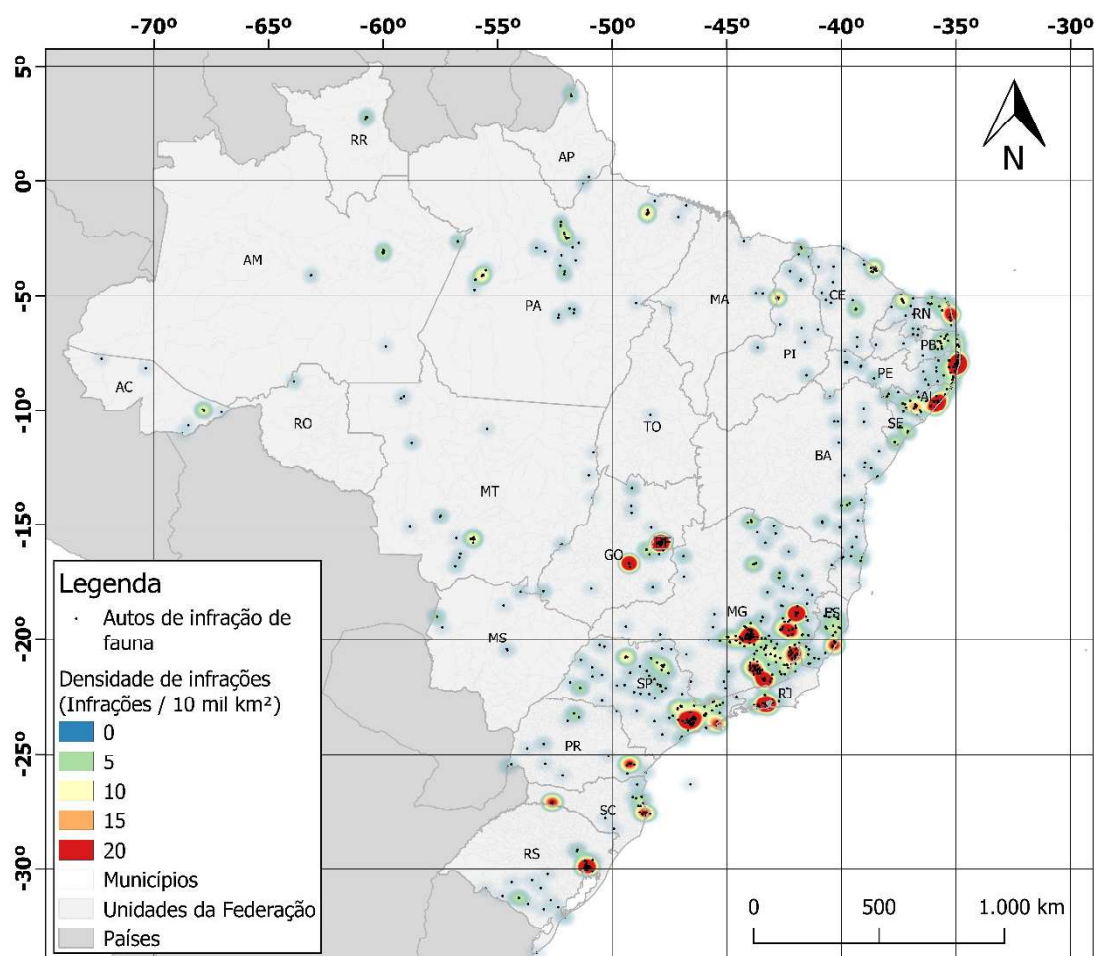 -70º -65º -60º -55º -50º -45º -40º -35º -30º
5º
0º
-5º
-10º
-15º
-20º
-25º
-30º
N
RR
AP
AM
PA
MA
CE
RN
PB
PI
PE
AC
AL
RO
TO
SE
BA
MT
DF
GO
MG
ES
MS
SP
RJ
PR
SC
RS
Legenda
Autos de infração de
fauna
Densidade de infrações
(Infrações / 10 mil km²)
0
5
10
15
20
Municípios
Unidades da Federação
Países
0 500 1.000 km